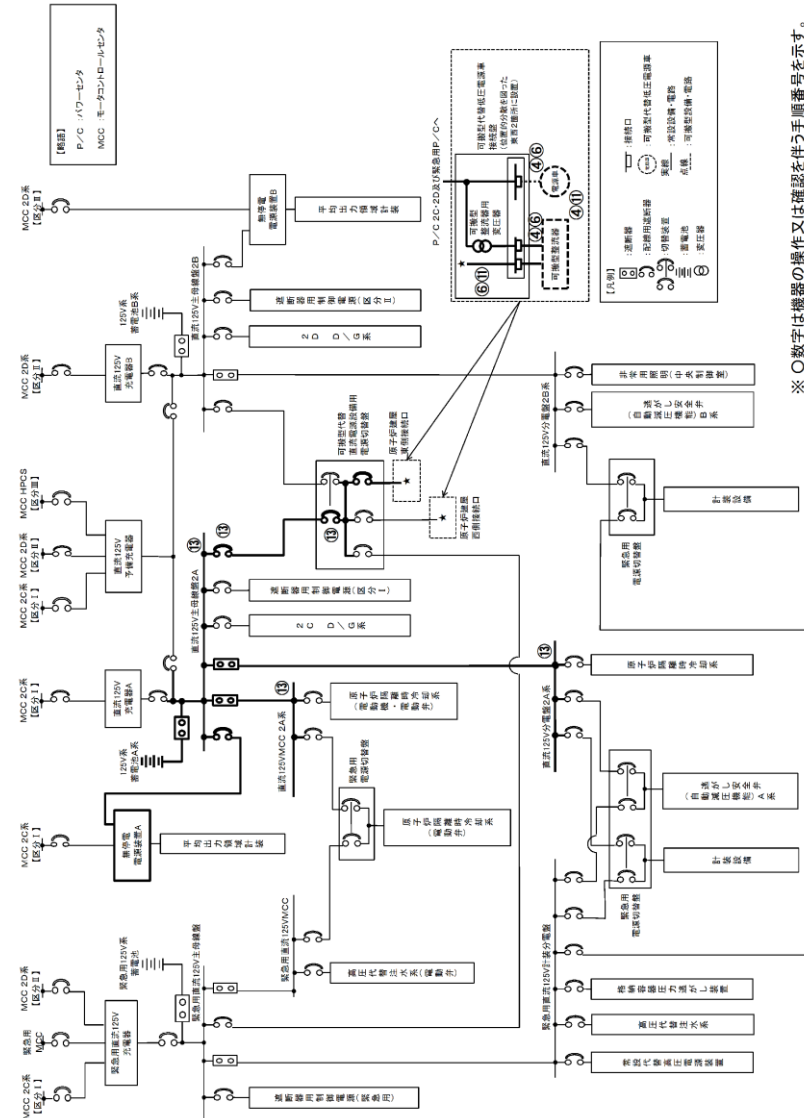 【略語】
P／C ：パワーセンタ
MCC ：モータコントロールセンタ
MCC 2D系
【区分Ⅱ】
無停電
電源装置B
平均出力領域計装
125V系
蓄電池B系
直流125V主母線盤2B
遮断器用制御電源(区分Ⅱ)
2D D／G系
MCC 2D系
【区分Ⅱ】
直流125V
充電器B
MCC HPCS
【区分Ⅲ】
MCC 2D系
【区分Ⅱ】
MCC 2C系
【区分Ⅰ】
直流125V
予備充電器
可搬型代替
直流電源設備用
電源切替盤
原子炉建屋
東側接続口
★
原子炉建屋
西側接続口
★
⑬
⑬
⑬
直流125V主母線盤2A
遮断器用制御電源(区分Ⅰ)
2C D／G系
MCC 2C系
【区分Ⅰ】
直流125V
充電器A
125V系
蓄電池A系
MCC 2C系
【区分Ⅰ】
無停電
電源装置A
平均出力領域計装
⑬
直流125VMCC 2A系
原子炉隔離時冷却系
(電動機・電動弁)
緊急用
電源切替盤
原子炉隔離時冷却系
(電動弁)
MCC 2D系
【区分Ⅱ】
緊急用
MCC
MCC 2C系
【区分Ⅰ】
緊急用直流125V
充電器
緊急用125V系
蓄電池
緊急用直流125V主母線盤
緊急用直流125VMCC
高圧代替注水系(電動弁)
遮断器用制御電源(緊急用)
P／C 2C・2D及び緊急用P／Cへ
可搬型代替低圧電源車
接続盤
(位置的分散を図った
東西2箇所に設置)
可搬型
整流器用
変圧器
★
⑥⑪
④⑥
④⑥
電源車
可搬型整流器
④⑪
【凡例】
：遮断器
：配線用遮断器
：切替装置
：蓄電池
：変圧器
：接続口
電源車
：可搬型代替低圧電源車
実線 ：常設設備・電路
点線 ：可搬型設備・電路
直流125V分電盤2B系
非常用照明(中央制御室)
逃がし安全弁
(自動減圧機能)B系
緊急用
電源切替盤
計装設備
⑬
直流125V分電盤2A系
原子炉隔離時冷却系
逃がし安全弁
(自動減圧機能)A系
計装設備
緊急用
電源切替盤
緊急用直流125V計装分電盤
格納容器圧力逃がし装置
高圧代替注水系
常設代替高圧電源装置
※ ○数字は機器の操作又は確認を伴う手順番号を示す。